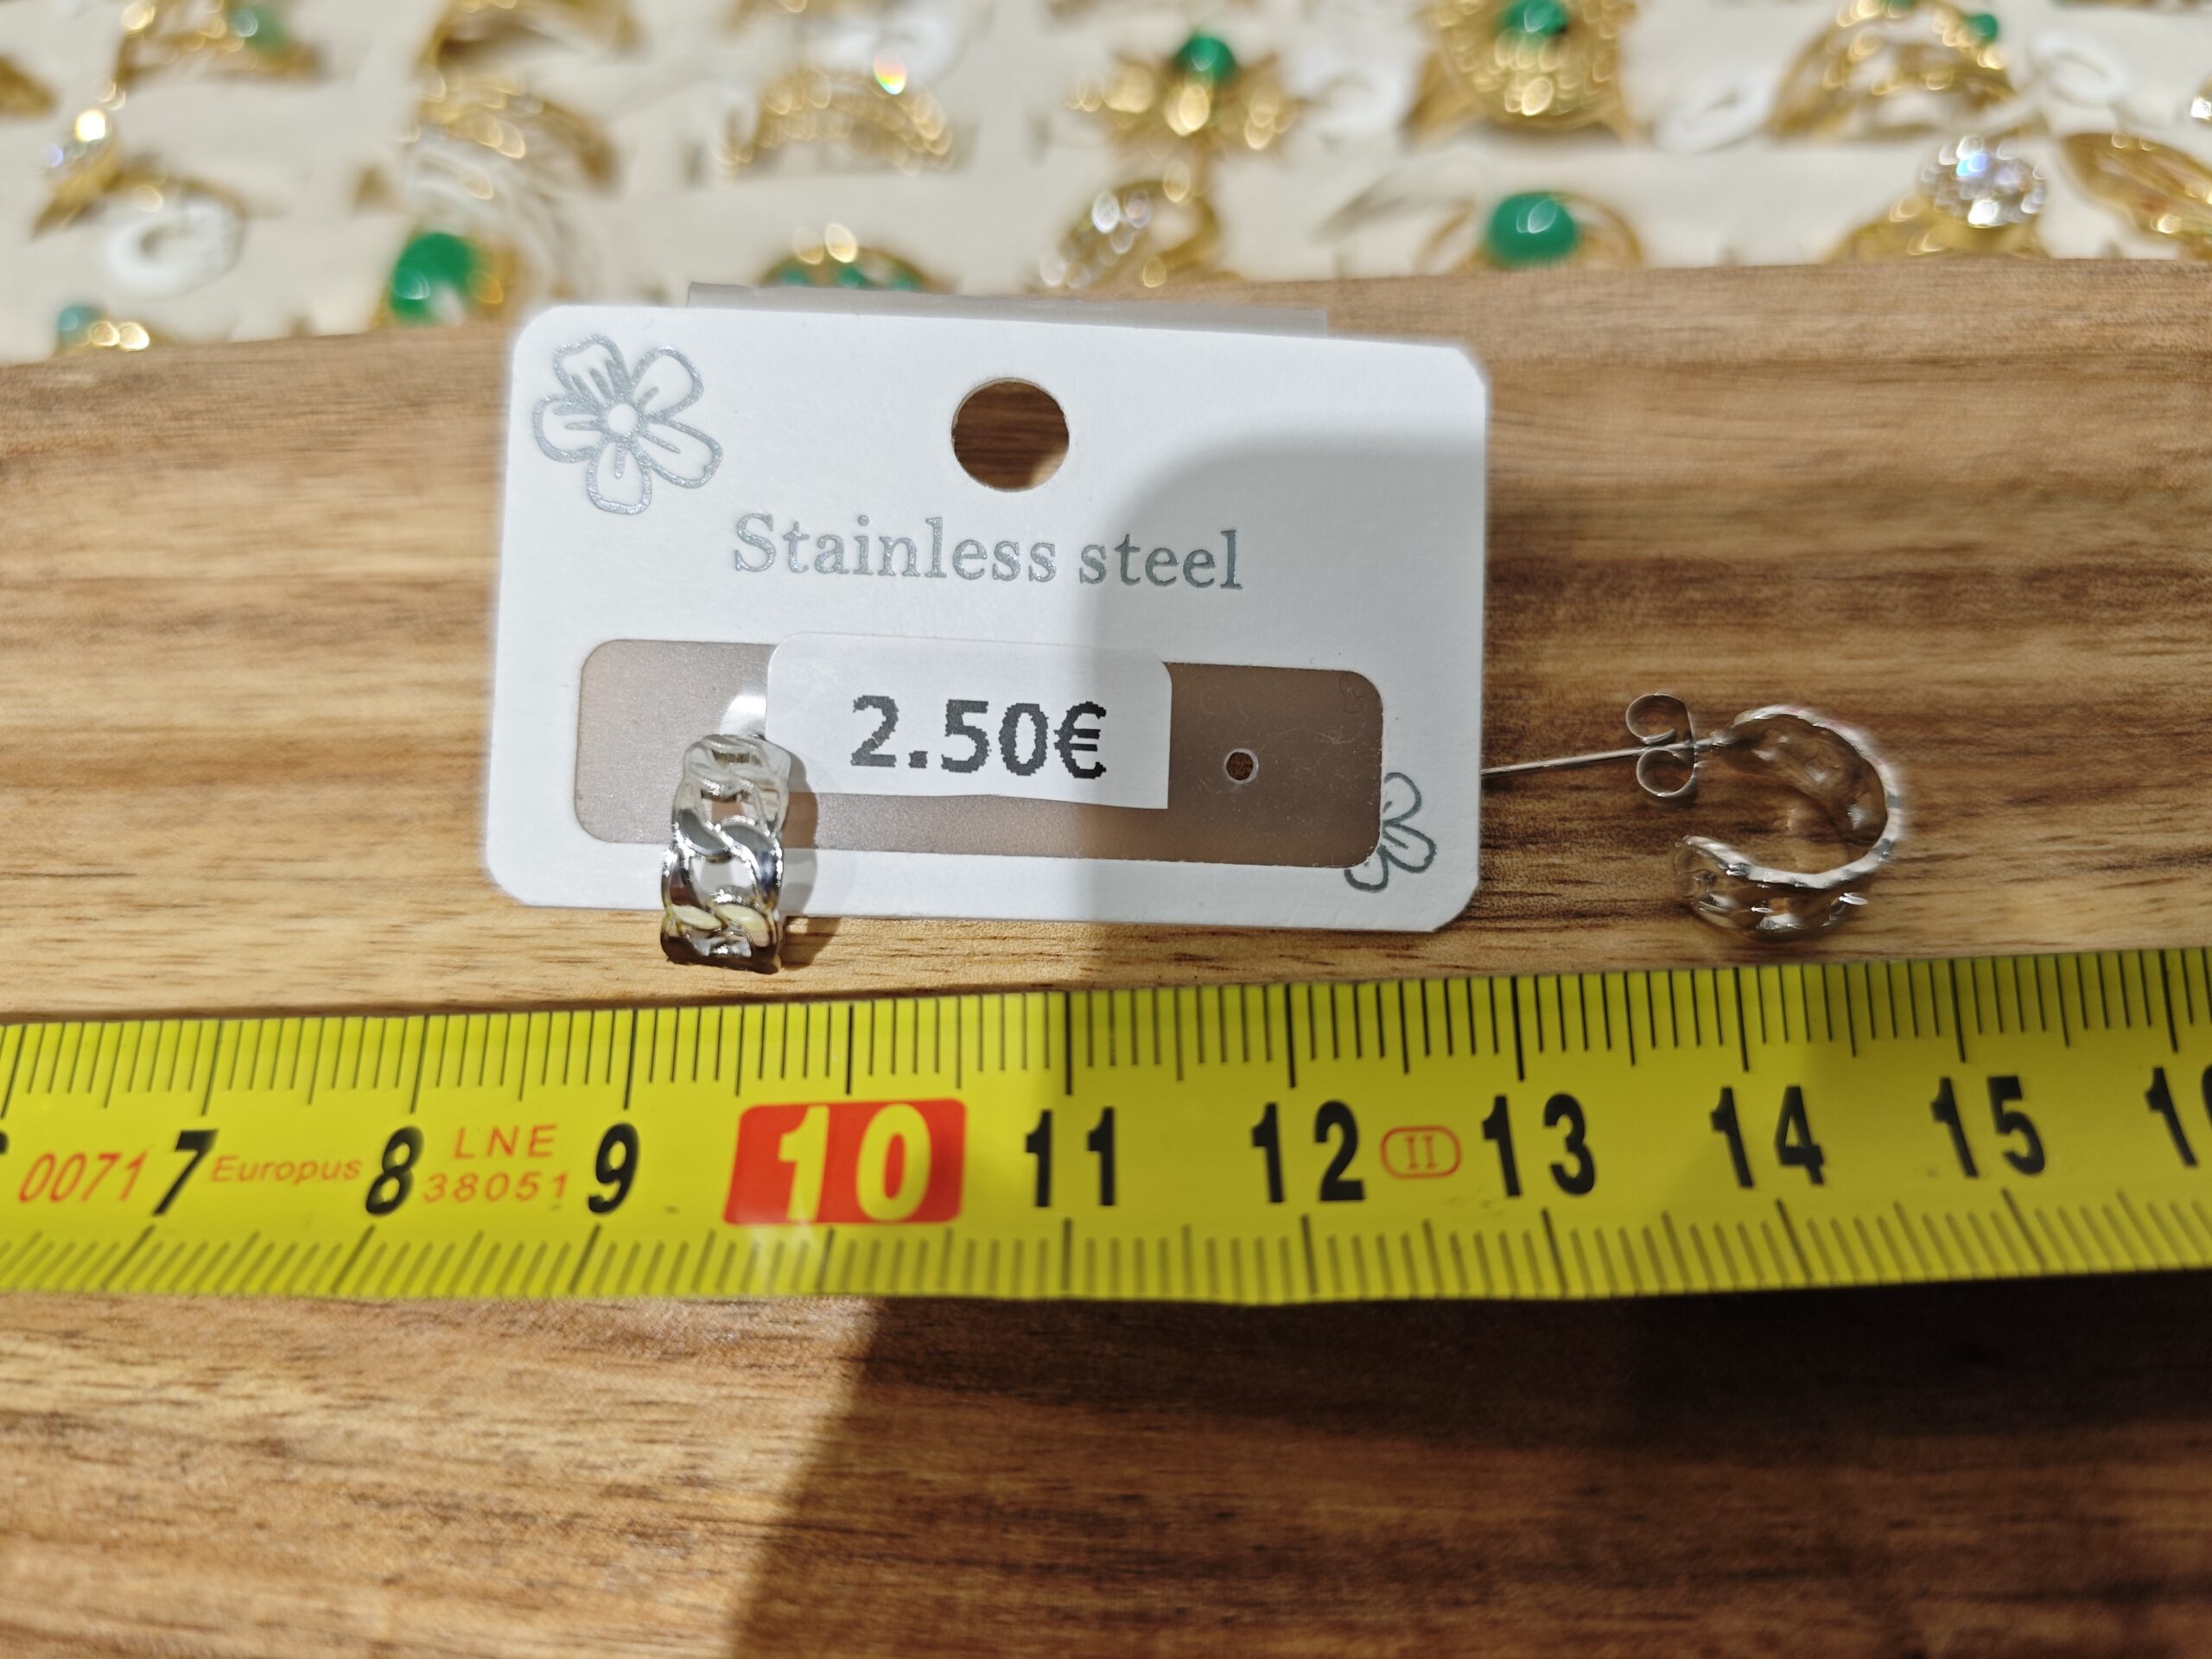 Stainless steel
2.50€
7 8 9 10 11 12 13 14 15
0071 Europus LNE
38051
II